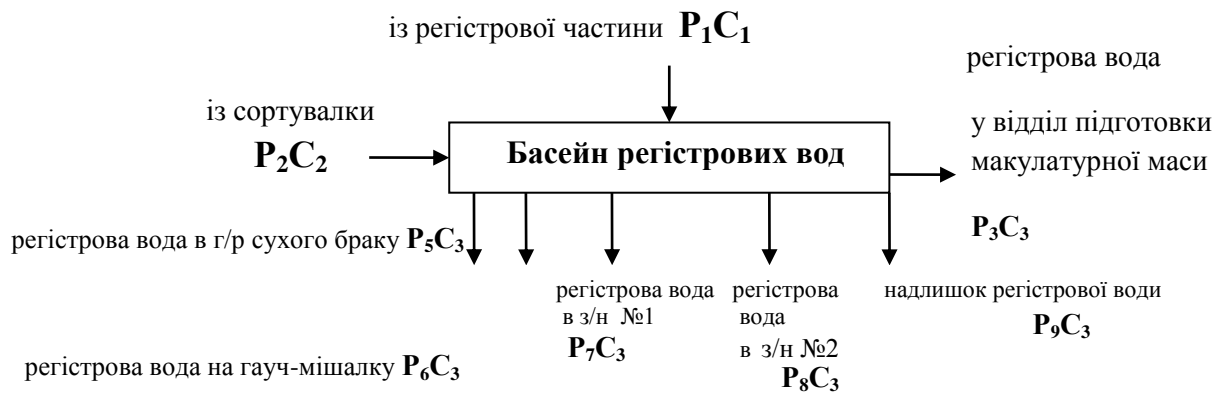 із регістрової частини P₁C₁
регістрова вода
із сортувалки
P₂C₂
Басейн регістрових вод
у відділ підготовки
макулатурної маси
P₃C₃
регістрова вода в г/р сухого браку P₅C₃
регістрова вода
в з/н №1
P₇C₃
регістрова
вода
в з/н №2
P₈C₃
надлишок регістрової води
P₉C₃
регістрова вода на гауч-мішалку P₆C₃